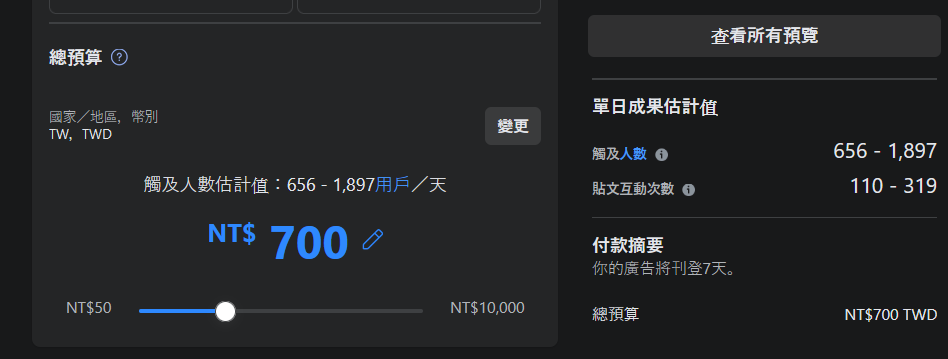 總預算
國家／地區，幣別
TW，TWD
變更
觸及人數估計值：656 - 1,897用戶／天
NT$ 700
NT$50
NT$10,000
查看所有預覽
單日成果估計值
觸及人數
656 - 1,897
貼文互動次數
110 - 319
付款摘要
你的廣告將刊登7天。
總預算
NT$700 TWD